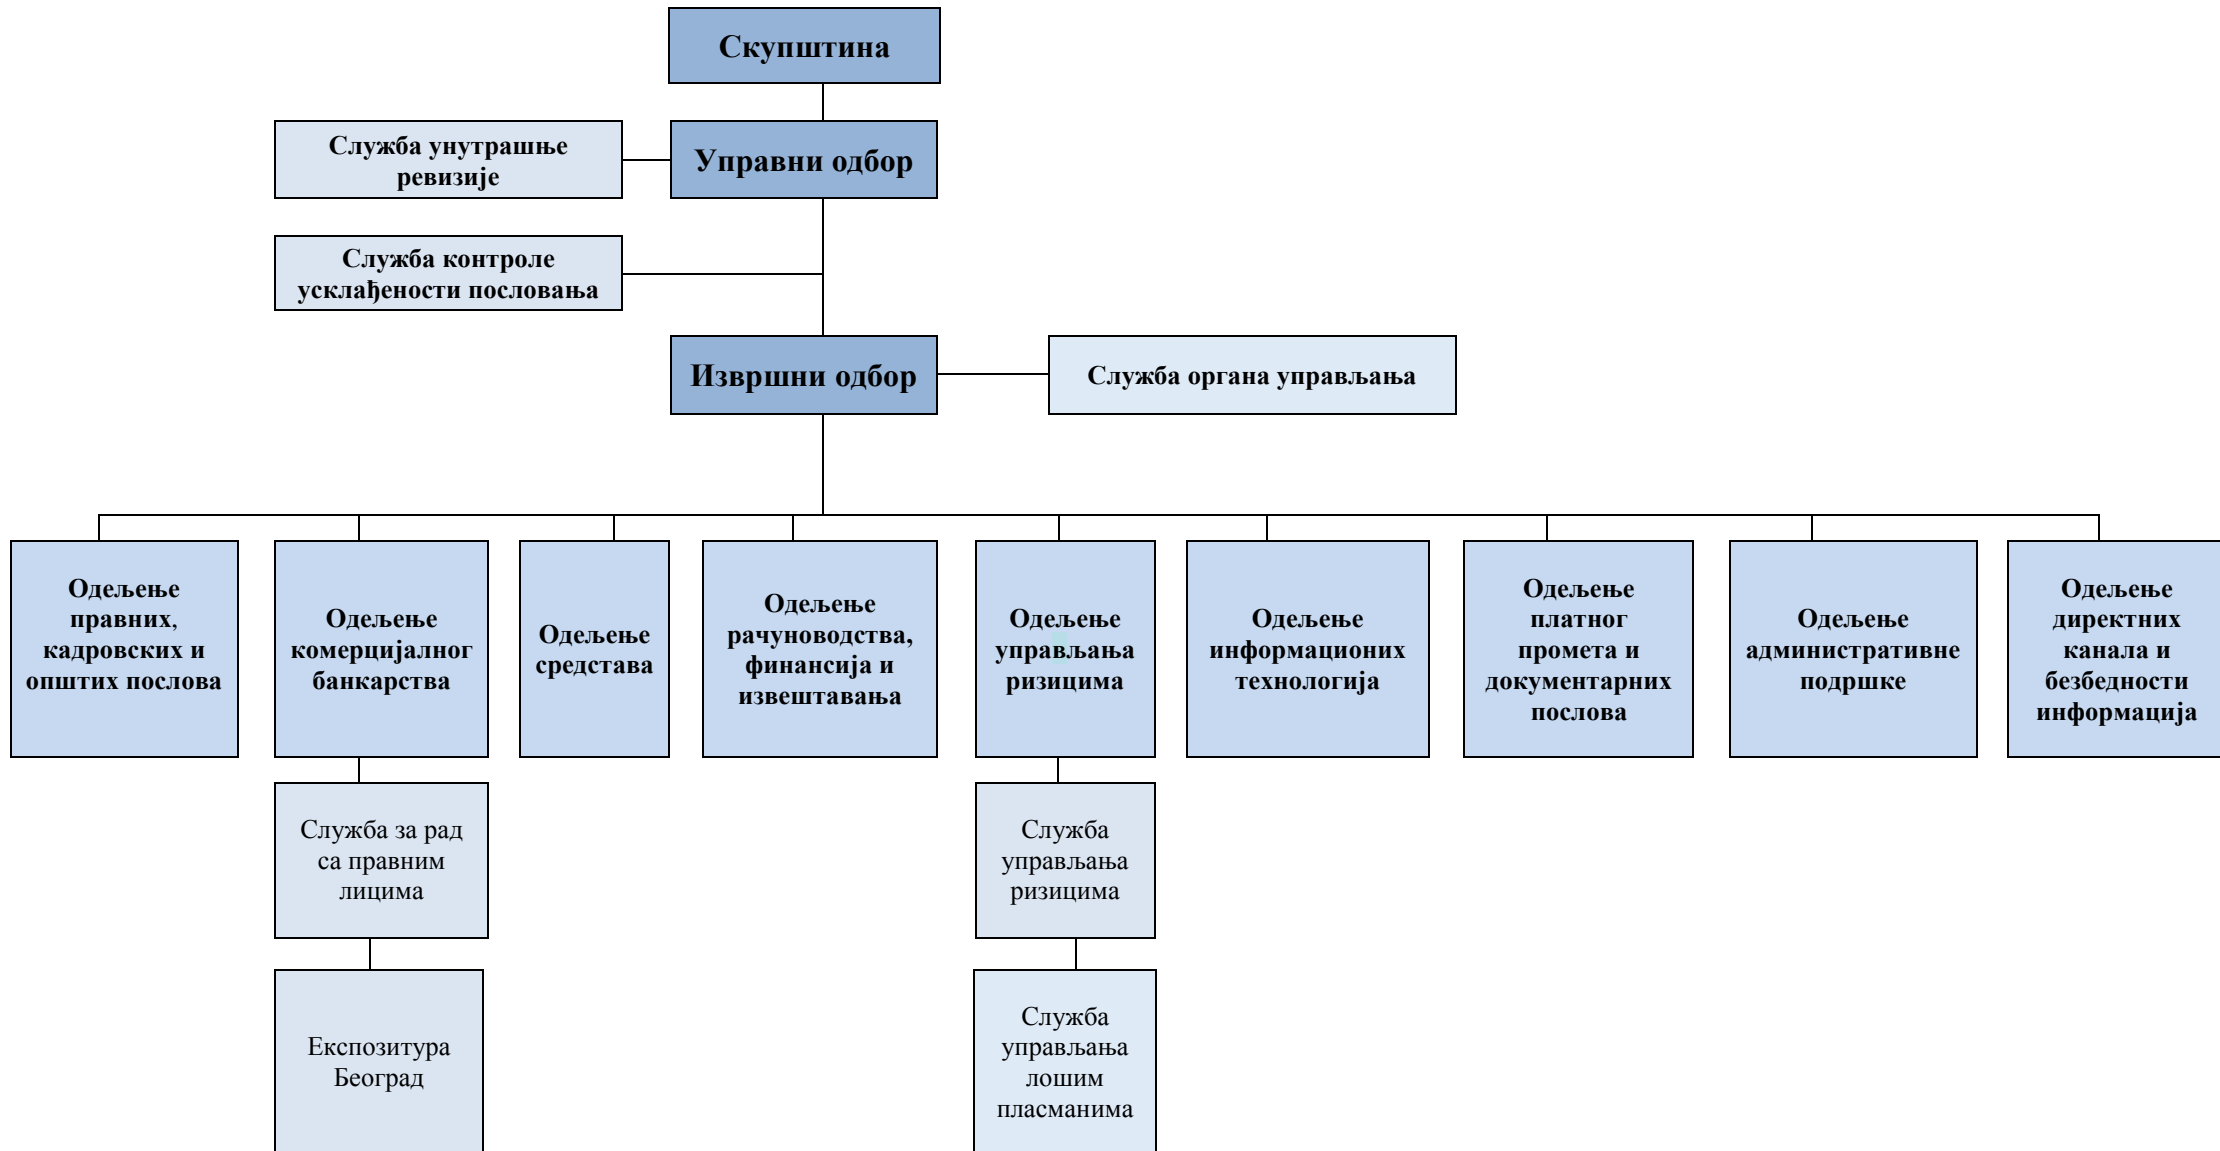 Скупштина
Служба унутрашње
ревизије
Управни одбор
Служба контроле
усклађености пословања
Извршни одбор
Служба органа управљања
Одељење
правних,
кадровских и
општих послова
Одељење
комерцијалног
банкарства
Одељење
средстава
Одељење
рачуноводства,
финансија и
извештавања
Одељење
управљања
ризицима
Одељење
информационих
технологија
Одељење
платног
промета и
документарних
послова
Одељење
административне
подршке
Одељење
директних
канала и
безбедности
информација
Служба за рад
са правним
лицима
Служба
управљања
ризицима
Експозитура
Београд
Служба
управљања
лошим
пласманима